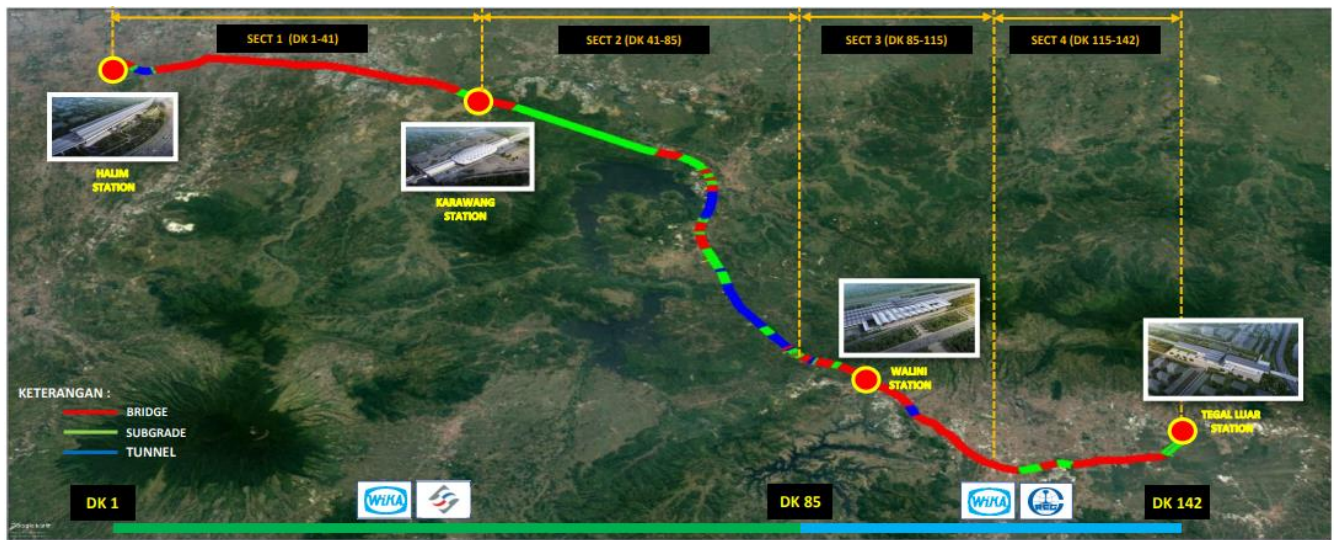 SECT 1 (DK 1-41)
SECT 2 (DK 41-85)
SECT 3 (DK 85-115)
SECT 4 (DK 115-142)
HALIM
STATION
KARAWANG
STATION
WALINI
STATION
TEGAL LUAR
STATION
KETERANGAN :
BRIDGE
SUBGRADE
TUNNEL
DK 1
WIKA
DK 85
WIKA
DK 142